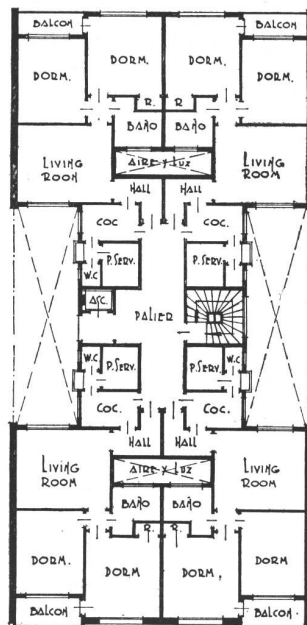 BALCON BALCON
DORM. DORM.
DORM. DORM.
R. R.
BAÑO BAÑO
LIVING ROOM LIVING ROOM
AIRE Y LUZ
HALL HALL
COC. COC.
P. SERV. P. SERV.
W.C
ASC.
PALIER
W.C
P. SERV. P. SERV.
COC. COC.
HALL HALL
AIRE Y LUZ
LIVING ROOM LIVING ROOM
BAÑO BAÑO
R. R.
DORM. DORM
DORM DORM.
BALCON BALCON